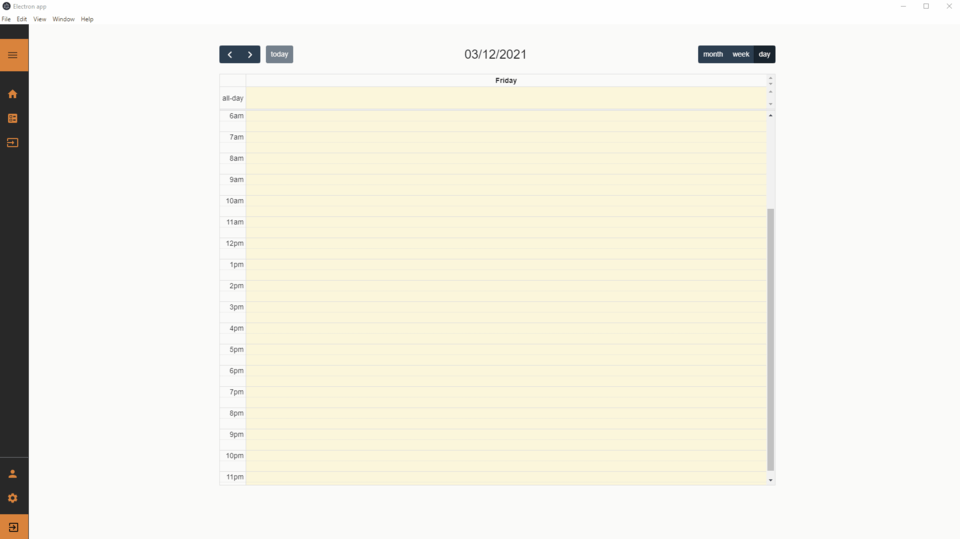 Electron app
File Edit View Window Help
today
03/12/2021
month week day
Friday
all-day
6am
7am
8am
9am
10am
11am
12pm
1pm
2pm
3pm
4pm
5pm
6pm
7pm
8pm
9pm
10pm
11pm